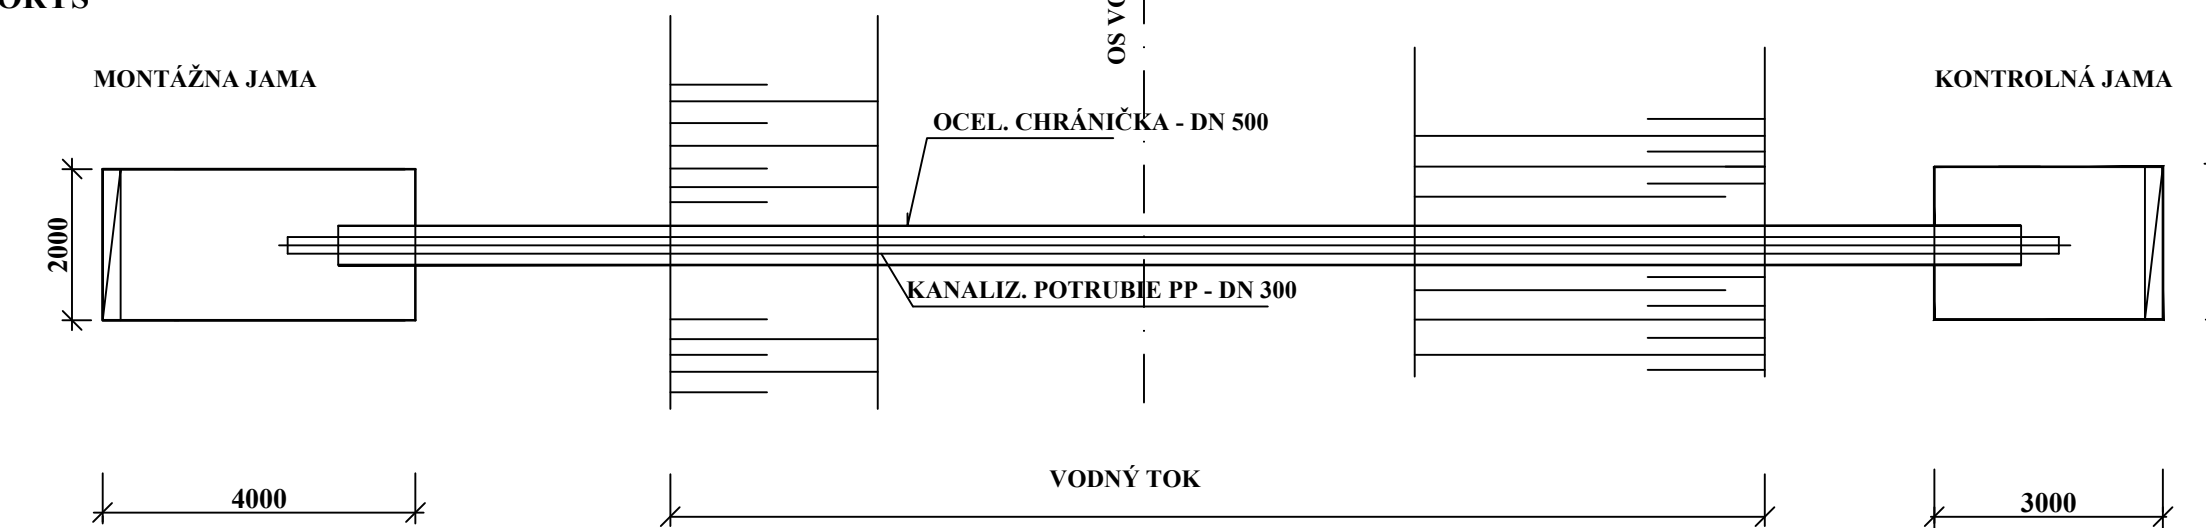 MONTÁŽNA JAMA
KONTROLNÁ JAMA
OCEL. CHRÁNIČKA - DN 500
2000
KANALIZ. POTRUBIE PP - DN 300
VODNÝ TOK
4000
3000